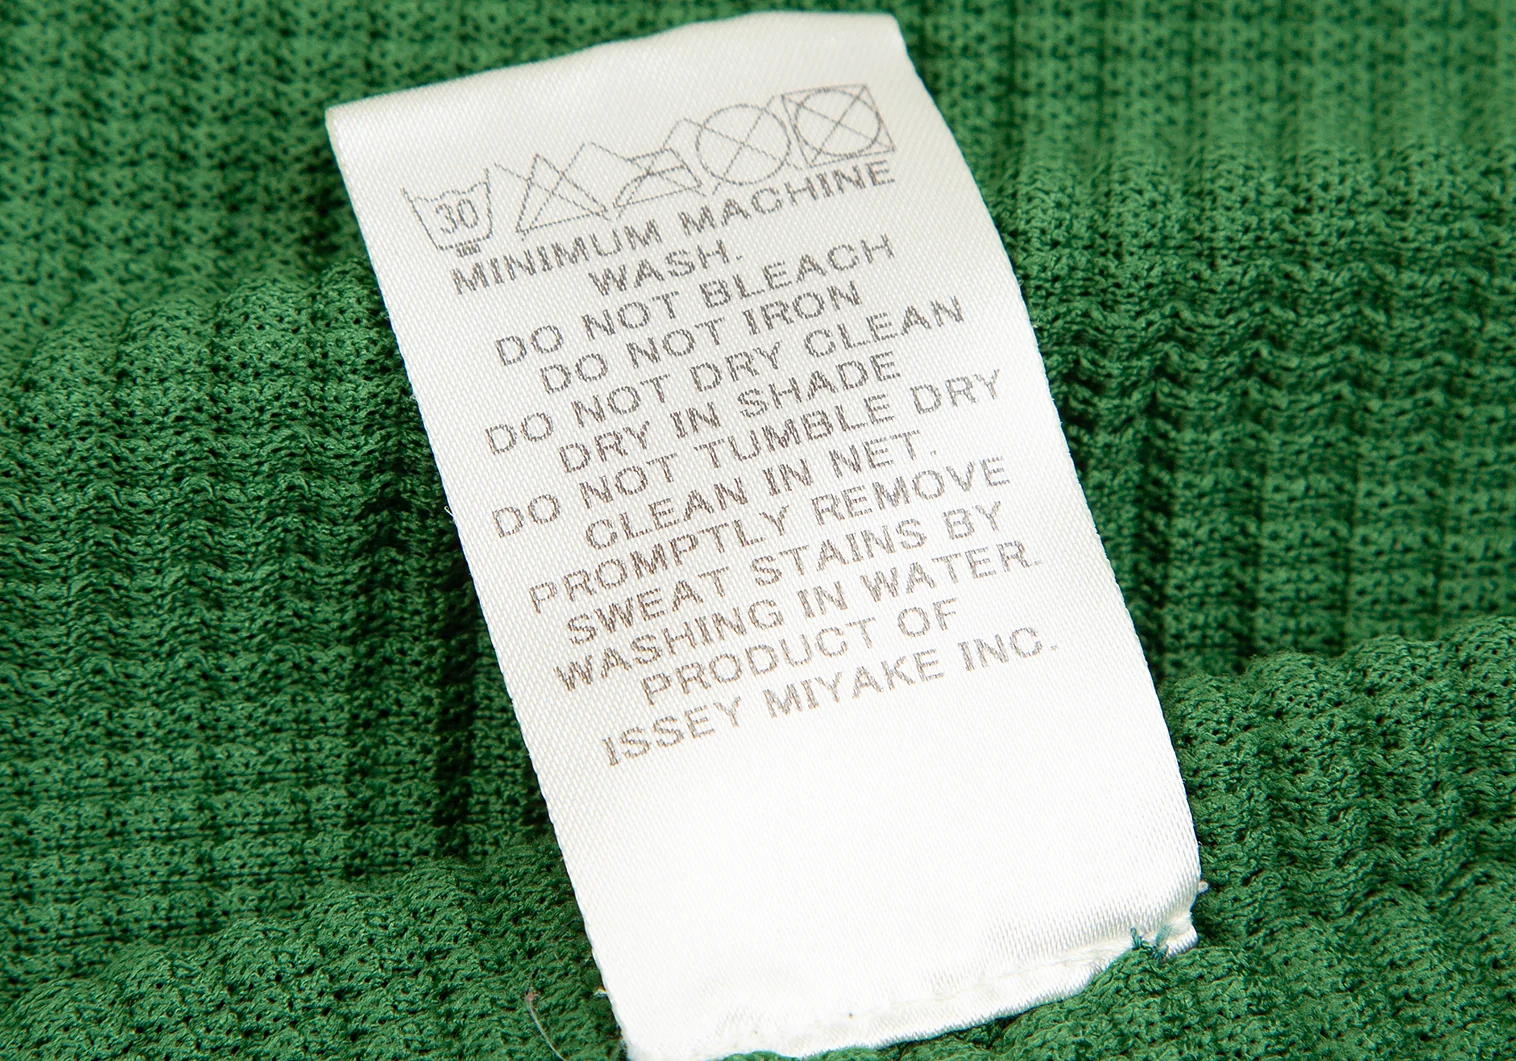 30
MINIMUM MACHINE
WASH.
DO NOT BLEACH
DO NOT IRON
DO NOT DRY CLEAN
DRY IN SHADE
DO NOT TUMBLE DRY
CLEAN IN NET.
PROMPTLY REMOVE
SWEAT STAINS BY
WASHING IN WATER.
PRODUCT OF
ISSEY MIYAKE INC.